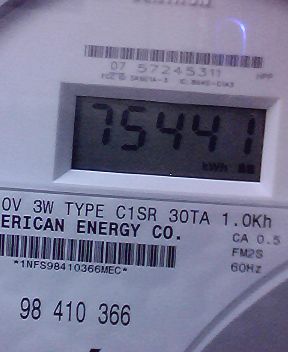 07 57245311 HPP
75441
kWh
0V 3W TYPE C1SR 30TA 1.0Kh
ERICAN ENERGY CO. CA 0.5
FM2S
*1NFS98410366MEC* 60Hz
98 410 366